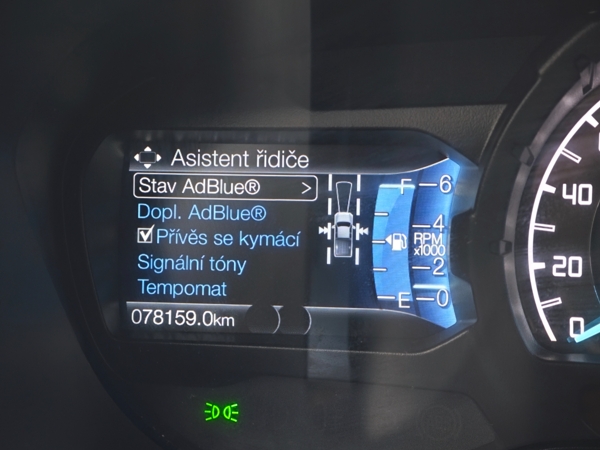 Asistent řidiče
Stav AdBlue® >
Dopl. AdBlue®
Přívěs se kymácí
Signální tóny
Tempomat
078159.0km
F 6
4
RPM
x1000
2
E 0
40
20
0